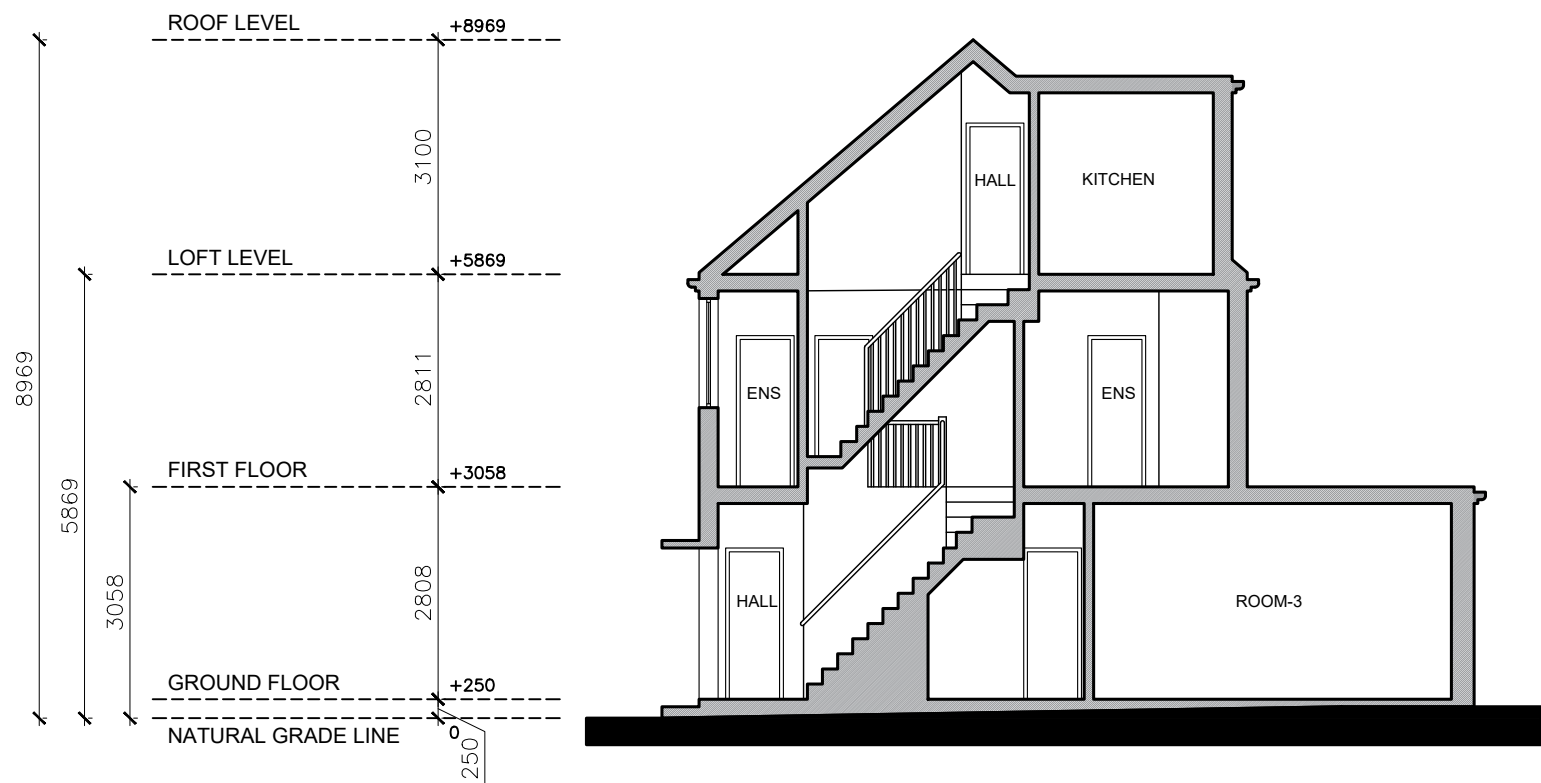 ROOF LEVEL
+8969
3100
HALL
KITCHEN
LOFT LEVEL
+5869
8969
2811
ENS
ENS
FIRST FLOOR
+3058
5869
3058
2808
HALL
ROOM-3
GROUND FLOOR
+250
NATURAL GRADE LINE
0
250